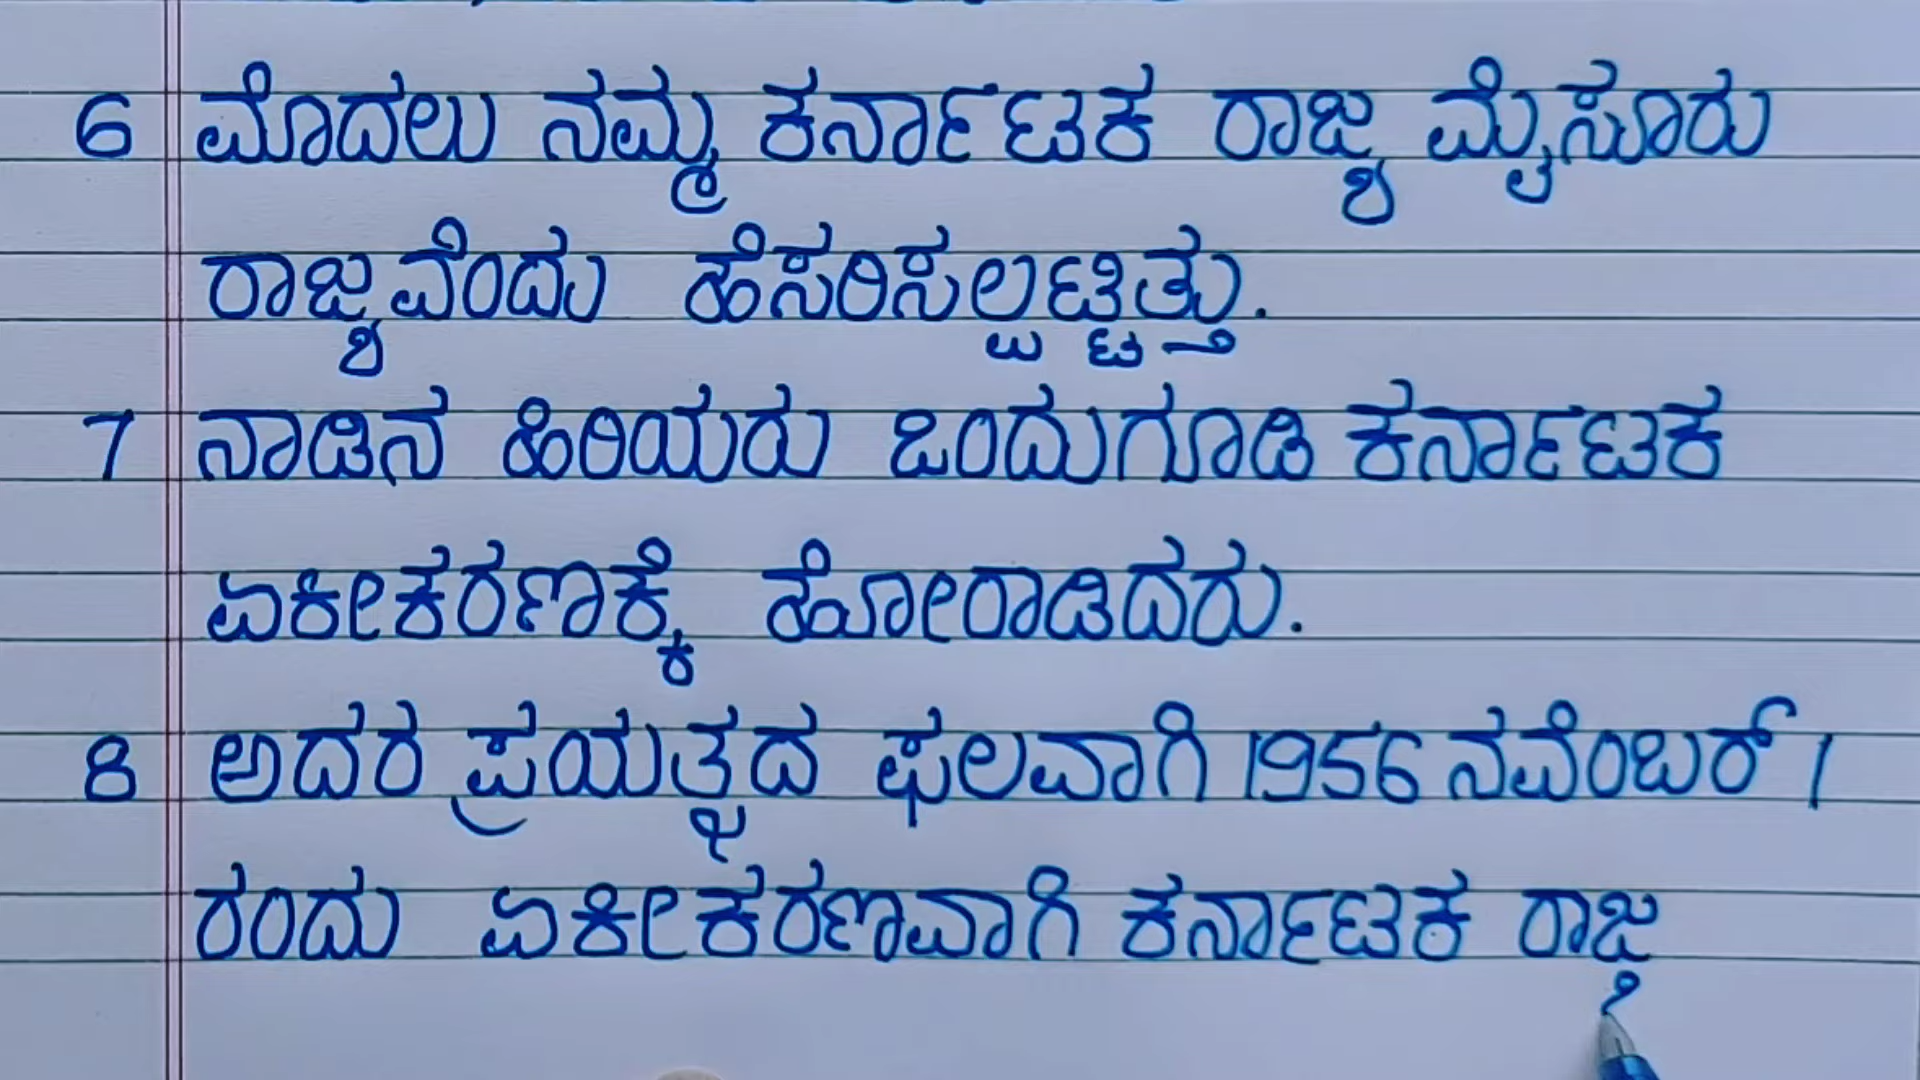 6 ಮೊದಲು ನಮ್ಮ ಕರ್ನಾಟಕ ರಾಜ್ಯ ಮೈಸೂರು
ರಾಜ್ಯವೆಂದು ಹೆಸರಿಸಲ್ಪಟ್ಟಿತ್ತು.
7 ನಾಡಿನ ಹಿರಿಯರು ಒಂದುಗೂಡಿ ಕರ್ನಾಟಕ
ಏಕೀಕರಣಕ್ಕೆ ಹೋರಾಡಿದರು.
8 ಅದರ ಪ್ರಯತ್ನದ ಫಲವಾಗಿ 1956 ನವೆಂಬರ್ 1
ರಂದು ಏಕೀಕರಣವಾಗಿ ಕರ್ನಾಟಕ ರಾಜ್ಯ